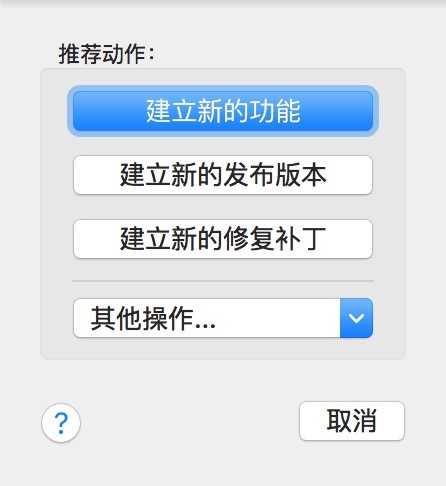 推荐动作：
建立新的功能
建立新的发布版本
建立新的修复补丁
其他操作...
?
取消